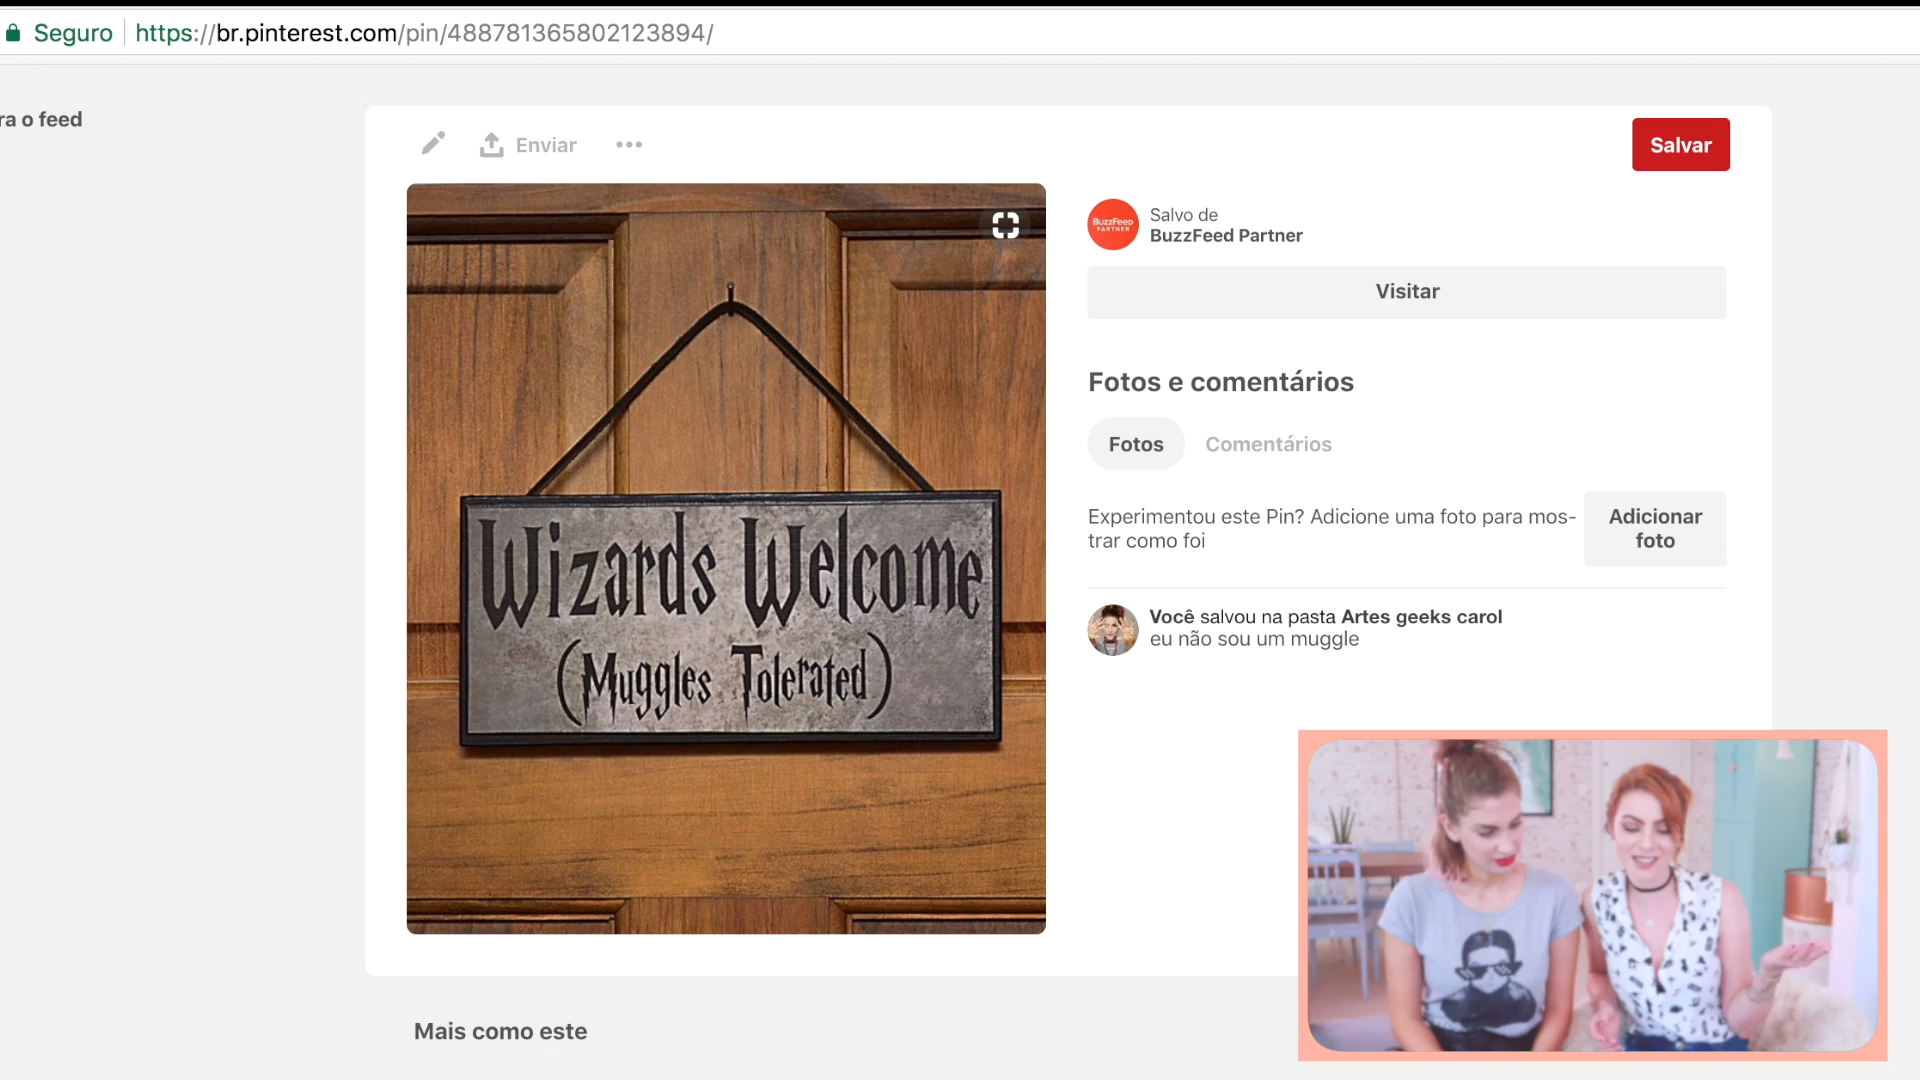 Seguro
https://br.pinterest.com/pin/488781365802123894/
ra o feed
Enviar
Salvar
BuzzFeed
PARTNER
Salvo de
BuzzFeed Partner
Visitar
Wizards Welcome
(Muggles Tolerated)
Fotos e comentários
Fotos
Comentários
Experimentou este Pin? Adicione uma foto para mos-
trar como foi
Adicionar
foto
Você salvou na pasta Artes geeks carol
eu não sou um muggle
Mais como este